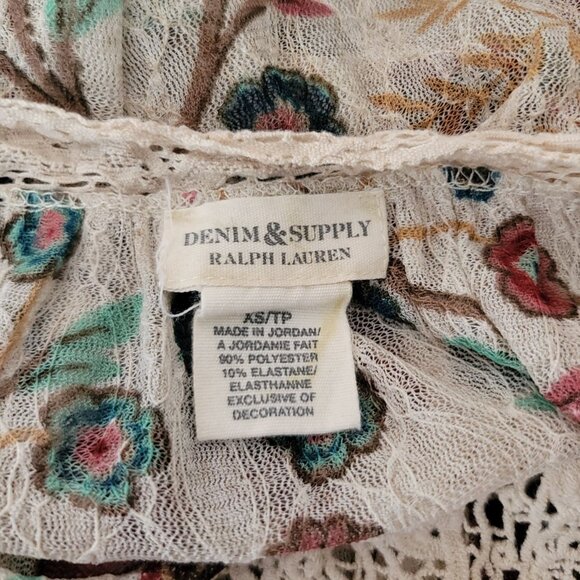 DENIM & SUPPLY
RALPH LAUREN
XS/TP
MADE IN JORDAN/
A JORDANIE FAIT
90% POLYESTER
10% ELASTANE/
ELASTHANNE
EXCLUSIVE OF
DECORATION